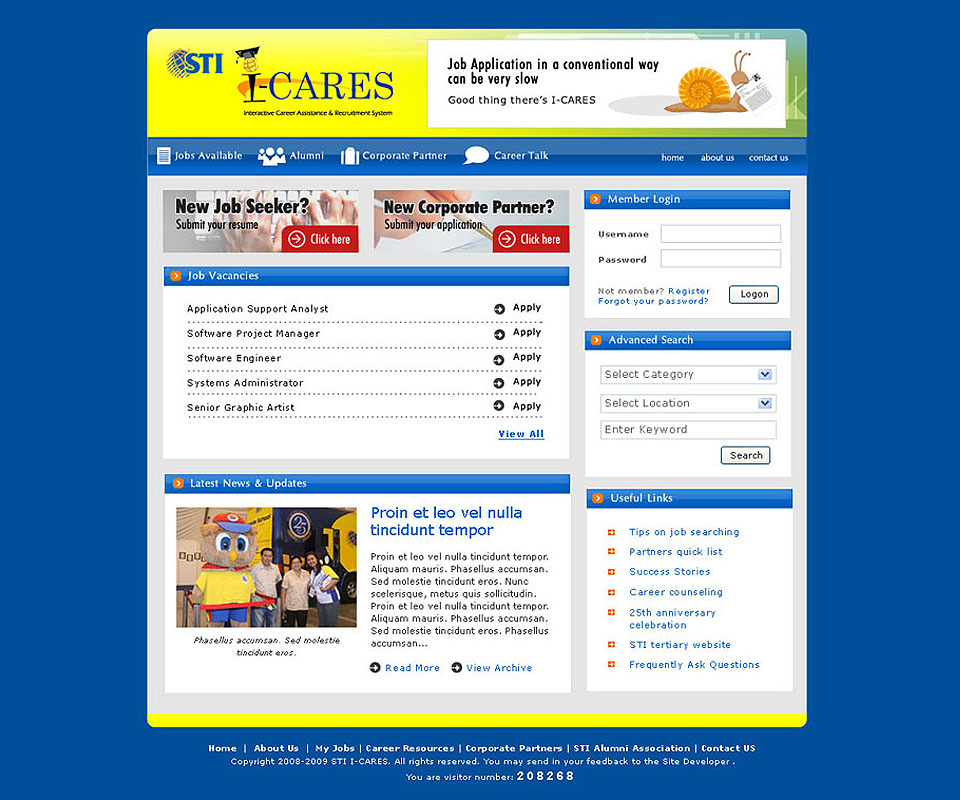 STI
I-CARES
Interactive Career Assistance & Recruitment System
Job Application in a conventional way
can be very slow
Good thing there's I-CARES
Jobs Available
Alumni
Corporate Partner
Career Talk
home
about us
contact us
New Job Seeker?
Submit your resume
Click here
New Corporate Partner?
Submit your application
Click here
Job Vacancies
Application Support Analyst Apply
Software Project Manager Apply
Software Engineer Apply
Systems Administrator Apply
Senior Graphic Artist Apply
View All
Latest News & Updates
25
Phasellus accumsan. Sed molestie
tincidunt eros.
Proin et leo vel nulla
tincidunt tempor
Proin et leo vel nulla tincidunt tempor.
Aliquam mauris. Phasellus accumsan.
Sed molestie tincidunt eros. Nunc
scelerisque, metus quis sollicitudin.
Proin et leo vel nulla tincidunt tempor.
Aliquam mauris. Phasellus accumsan.
Sed molestie tincidunt eros. Phasellus
accumsan...
Read More View Archive
Member Login
Username
Password
Not member? Register
Forgot your password?
Logon
Advanced Search
Select Category
Select Location
Enter Keyword
Search
Useful Links
Tips on job searching
Partners quick list
Success Stories
Career counseling
25th anniversary
celebration
STI tertiary website
Frequently Ask Questions
Home | About Us | My Jobs | Career Resources | Corporate Partners | STI Alumni Association | Contact US
Copyright 2008-2009 STI I-CARES. All rights reserved. You may send in your feedback to the Site Developer .
You are visitor number: 208268